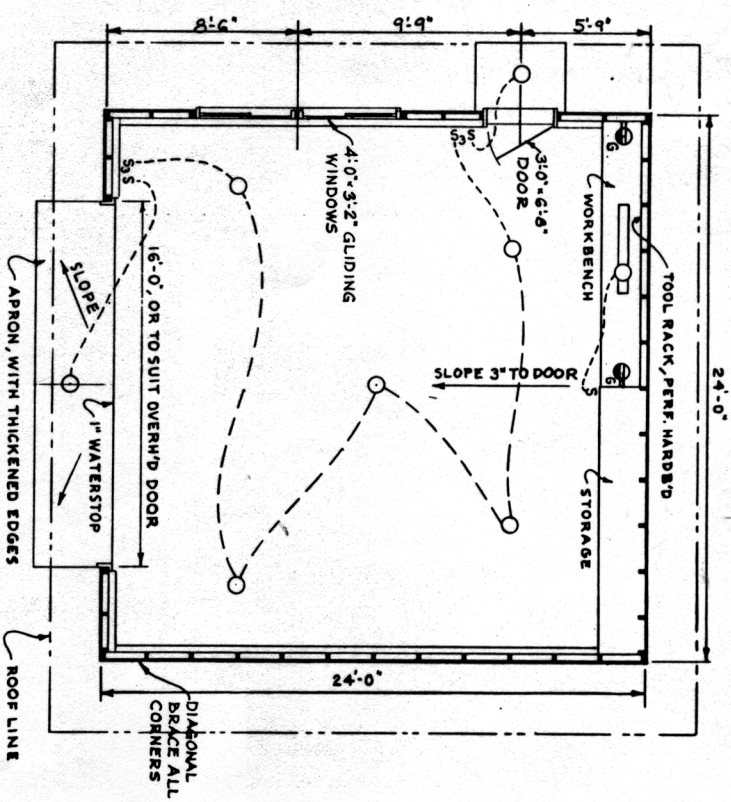 8'-6"
9'-9"
5'-9"
G
S₃ S
3'-0" × 6'-8"
DOOR
4'-0" × 3'-2" GLIDING
WINDOWS
WORKBENCH
TOOL RACK, PERF. HARDB'D
S₃ S
SLOPE
16'-0", OR TO SUIT OVERH'D DOOR
SLOPE 3" TO DOOR
G
S
24'-0"
1" WATERSTOP
APRON, WITH THICKENED EDGES
STORAGE
24'-0"
DIAGONAL
BRACE ALL
CORNERS
ROOF LINE